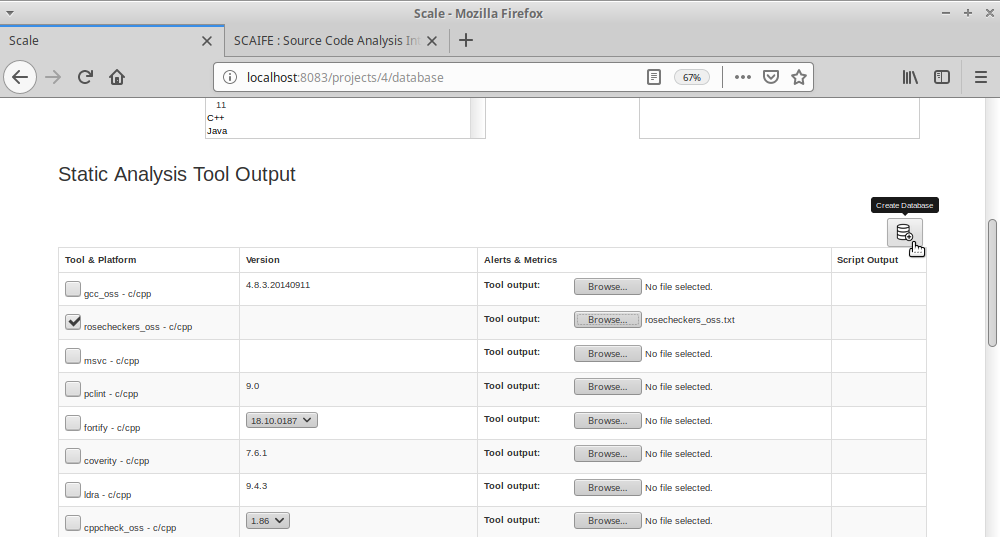 Scale - Mozilla Firefox
Scale
SCAIFE : Source Code Analysis In
localhost:8083/projects/4/database
67%
11
C++
Java
Static Analysis Tool Output
Create Database
Tool & Platform Version Alerts & Metrics Script Output
gcc_oss - c/cpp 4.8.3.20140911 Tool output: Browse... No file selected.
rosecheckers_oss - c/cpp Tool output: Browse... rosecheckers_oss.txt
msvc - c/cpp Tool output: Browse... No file selected.
pclint - c/cpp 9.0 Tool output: Browse... No file selected.
fortify - c/cpp 18.10.0187 Tool output: Browse... No file selected.
coverity - c/cpp 7.6.1 Tool output: Browse... No file selected.
ldra - c/cpp 9.4.3 Tool output: Browse... No file selected.
cppcheck_oss - c/cpp 1.86 Tool output: Browse... No file selected.